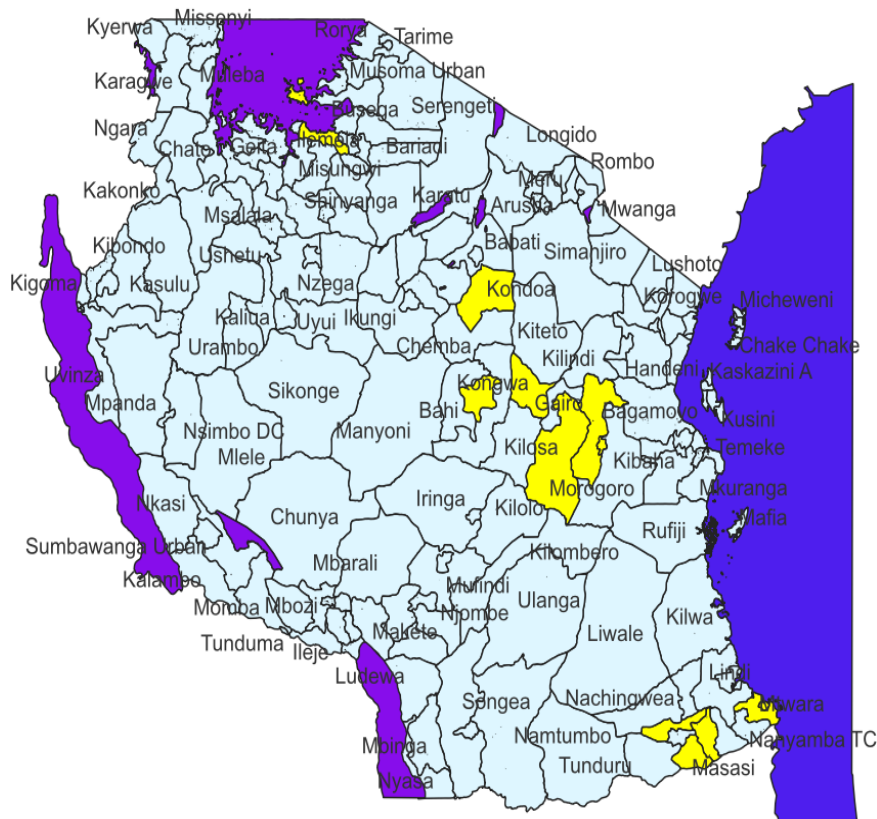 Missonyi
Kyerwa
Rorya
Tarime
Karagwe
Muleba
Musoma Urban
Busega
Serengeti
Ngara
Chato
Geita
Ilemela
Bariadi
Longido
Misungwi
Rombo
Kakonko
Meru
Msalala
Shinyanga
Karatu
Arusha
Mwanga
Kibondo
Ushetu
Babati
Simanjiro
Lushoto
Kigoma
Kasulu
Nzega
Kondoa
Korogwe
Micheweni
Kaliua
Uyui
Ikungi
Kiteto
Urambo
Chemba
Kilindi
Chake Chake
Uvinza
Sikonge
Kongwa
Handeni
Kaskazini A
Mpanda
Bahi
Gairo
Bagamoyo
Kusini
Nsimbo DC
Manyoni
Kilosa
Temeke
Mlele
Kibaha
Nkasi
Iringa
Morogoro
Mkuranga
Chunya
Kilolo
Mafia
Rufiji
Sumbawanga Urban
Kilombero
Mbarali
Kalambo
Mufindi
Momba
Mbozi
Njombe
Ulanga
Kilwa
Tunduma
Makete
Liwale
Ileje
Ludewa
Lindi
Songea
Nachingwea
Mtwara
Mbinga
Namtumbo
Nanyamba TC
Tunduru
Masasi
Nyasa